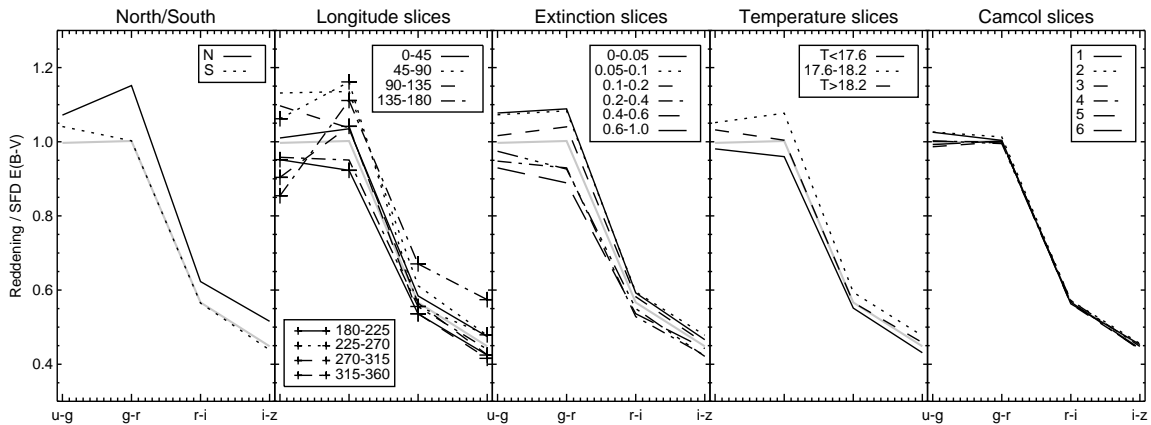 North/South
Longitude slices
Extinction slices
Temperature slices
Camcol slices
Reddening / SFD E(B-V)
1.2
1.0
0.8
0.6
0.4
N
S
0-45
45-90
90-135
135-180
180-225
225-270
270-315
315-360
0-0.05
0.05-0.1
0.1-0.2
0.2-0.4
0.4-0.6
0.6-1.0
T<17.6
17.6-18.2
T>18.2
1
2
3
4
5
6
u-g g-r r-i i-z
u-g g-r r-i i-z
u-g g-r r-i i-z